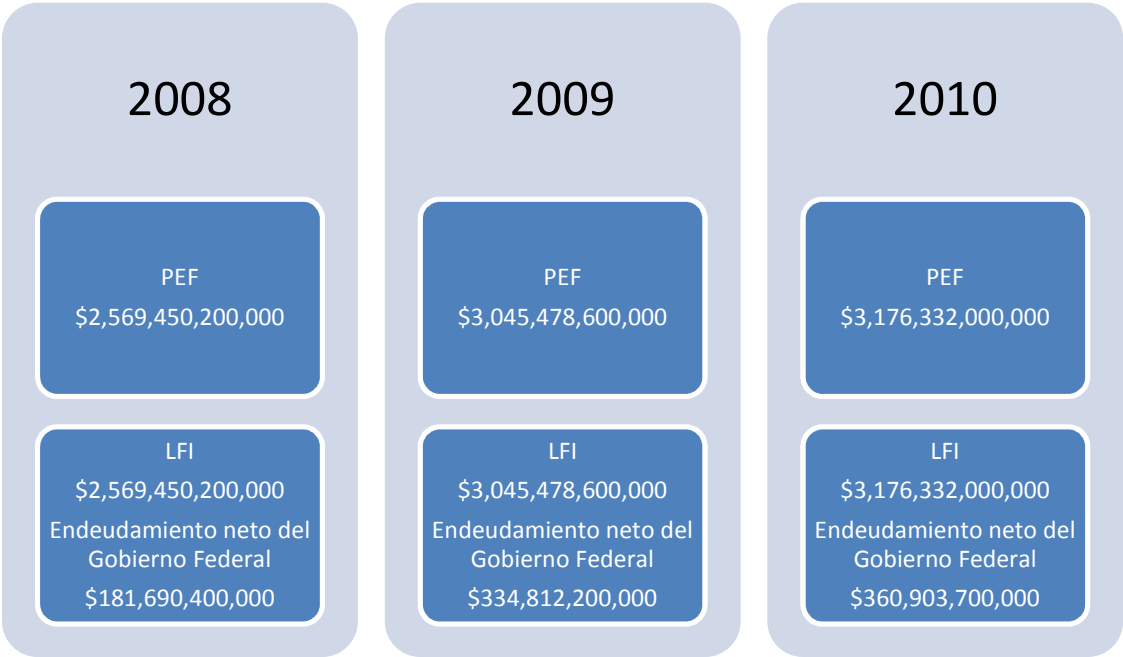 2008
PEF
$2,569,450,200,000
LFI
$2,569,450,200,000
Endeudamiento neto del
Gobierno Federal
$181,690,400,000
2009
PEF
$3,045,478,600,000
LFI
$3,045,478,600,000
Endeudamiento neto del
Gobierno Federal
$334,812,200,000
2010
PEF
$3,176,332,000,000
LFI
$3,176,332,000,000
Endeudamiento neto del
Gobierno Federal
$360,903,700,000